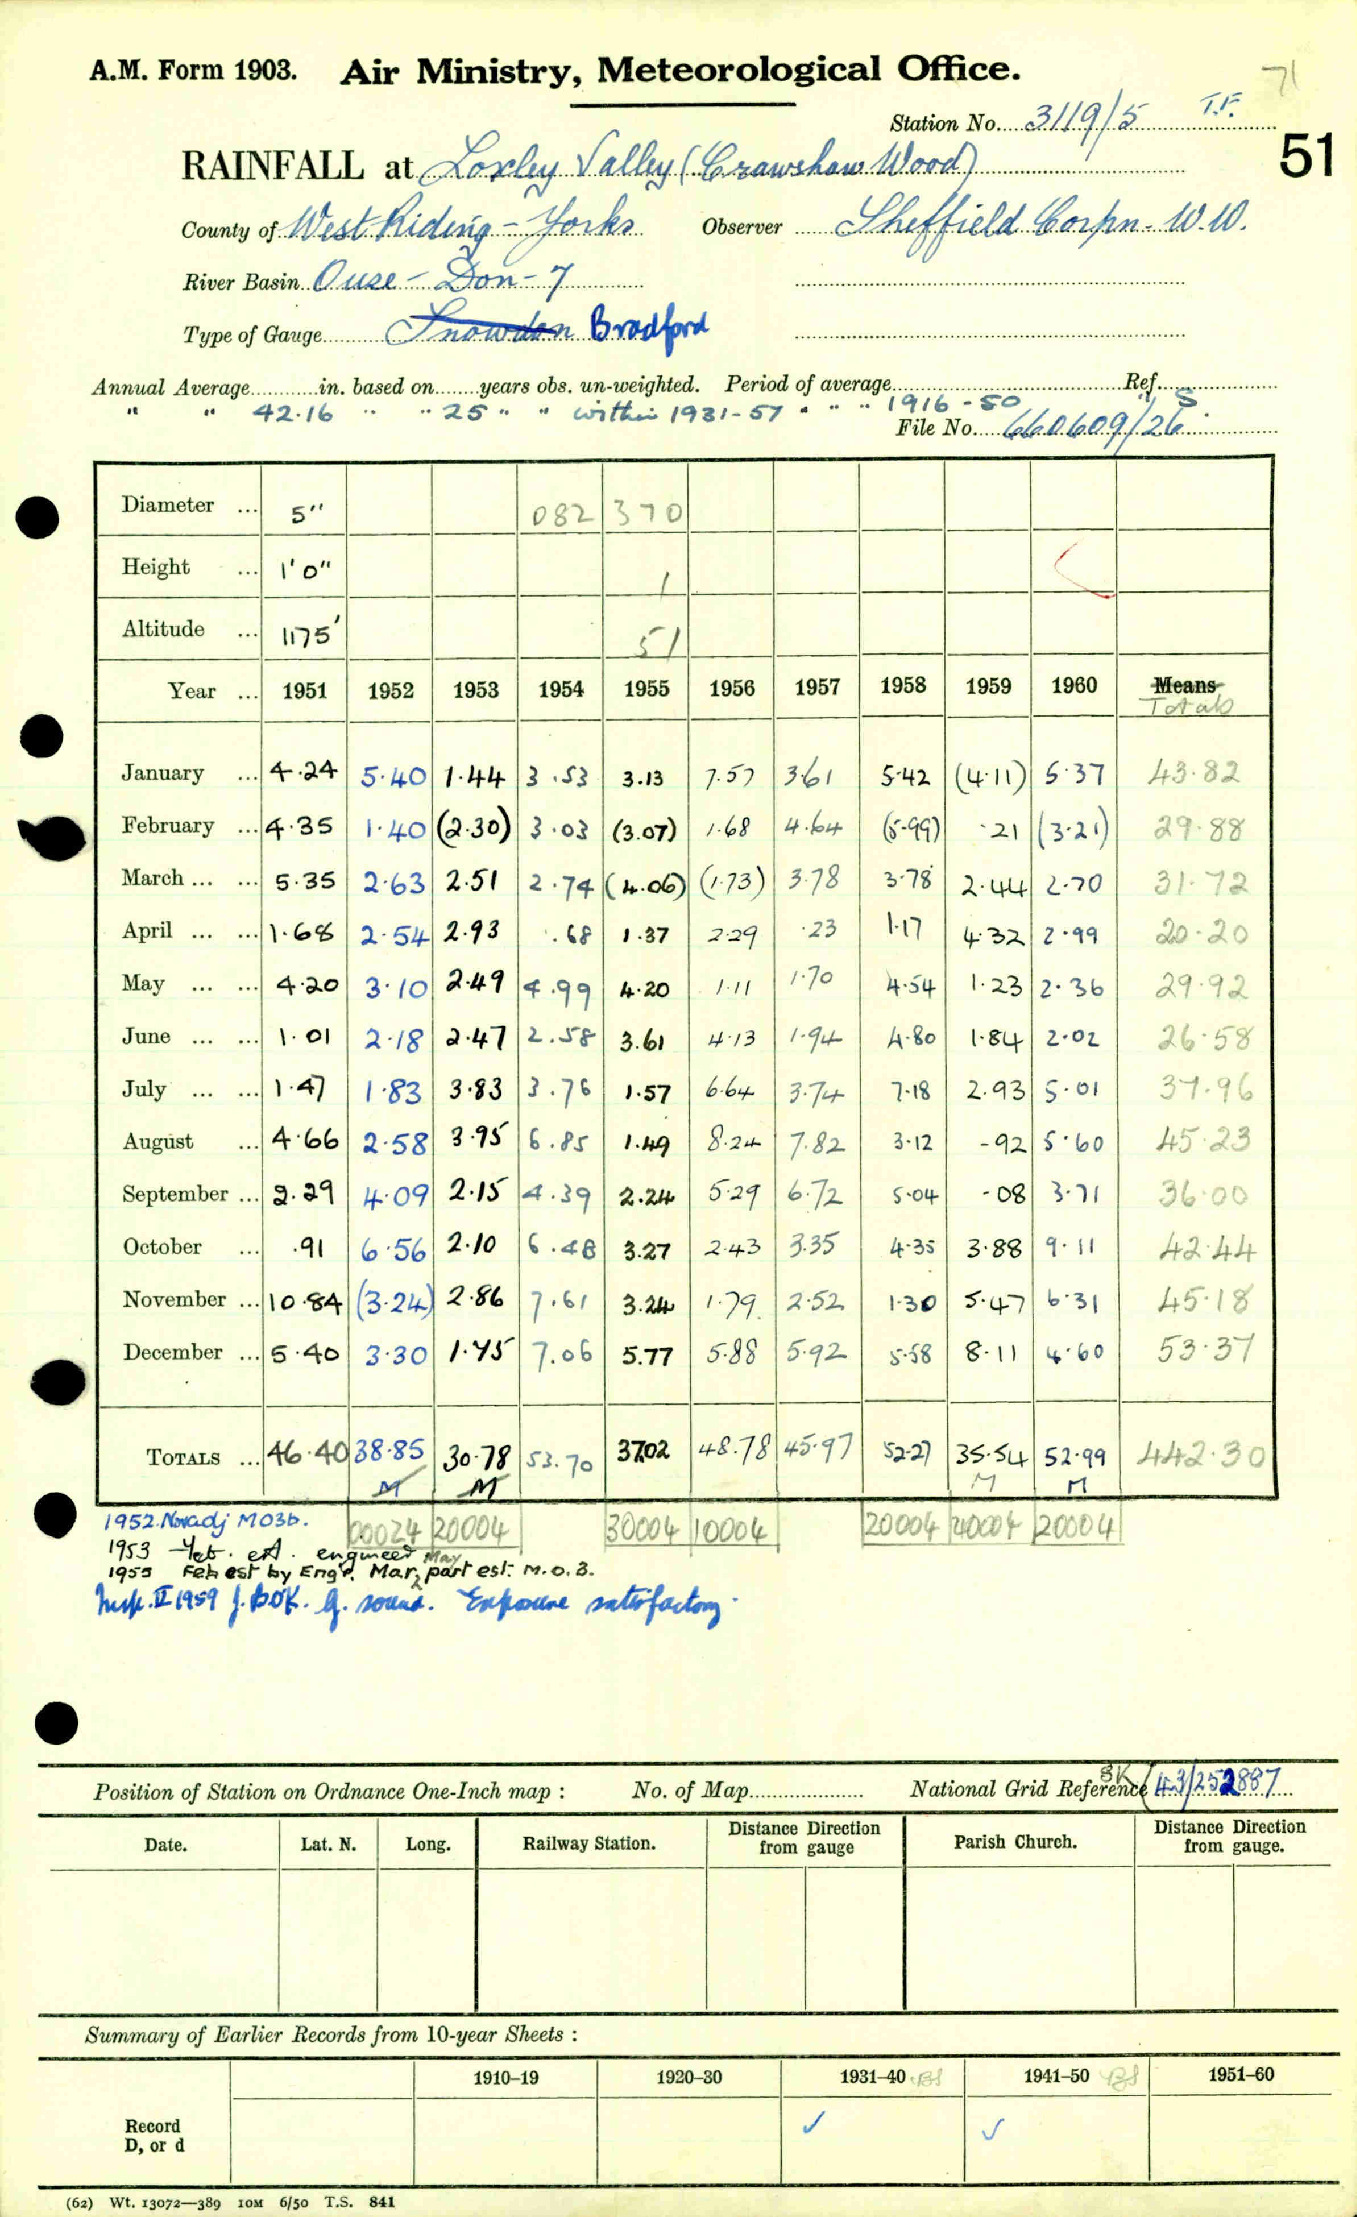 71
A.M. Form 1903. Air Ministry, Meteorological Office.
Station No. 3119/5 T.F.
51
RAINFALL at Loxley Valley (Crawshaw Wood)
County of West Riding - Yorks Observer Sheffield Corpn. W.W.
River Basin Ouse - Don - 7
Type of Gauge Snowdon Bradford
Annual Average in. based on years obs. un-weighted. Period of average Ref.
" " 42.16 " " 25 " " within 1931-57 " " " 1916-50 " S.
File No. 660609/26
Diameter ... 5" 082 370
Height ... 1'0" 1
Altitude ... 1175' 51
Year ... 1951 1952 1953 1954 1955 1956 1957 1958 1959 1960 Means
Totals
January ... 4.24 5.40 1.44 3.53 3.13 7.57 3.61 5.42 (4.11) 5.37 43.82
February ... 4.35 1.40 (2.30) 3.03 (3.07) 1.68 4.64 (5.99) .21 (3.21) 29.88
March ... ... 5.35 2.63 2.51 2.74 (4.06) (1.73) 3.78 3.78 2.44 2.70 31.72
April ... ... 1.68 2.54 2.93 .68 1.37 2.29 .23 1.17 4.32 2.99 20.20
May ... ... 4.20 3.10 2.49 4.99 4.20 1.11 1.70 4.54 1.23 2.36 29.92
June ... ... 1.01 2.18 2.47 2.58 3.61 4.13 1.94 4.80 1.84 2.02 26.58
July ... ... 1.47 1.83 3.83 3.76 1.57 6.64 3.74 7.18 2.93 5.01 37.96
August ... 4.66 2.58 3.95 6.85 1.49 8.24 7.82 3.12 .92 5.60 45.23
September ... 2.29 4.09 2.15 4.39 2.24 5.29 6.72 5.04 .08 3.71 36.00
October ... .91 6.56 2.10 6.48 3.27 2.43 3.35 4.35 3.88 9.11 42.44
November ... 10.84 (3.24) 2.86 7.61 3.24 1.79 2.52 1.30 5.47 6.31 45.18
December ... 5.40 3.30 1.75 7.06 5.77 5.88 5.92 5.58 8.11 4.60 53.37
TOTALS ... 46.40 38.85 30.78 53.70 37.02 48.78 45.97 52.27 35.54 52.99 442.30
M M M M
1952. Nov adj M O 3b. 00024 20004 30004 10004 20004 40004 20004
1953 Feb. est. engineer
1955 Feb est by Engr. Mar, May part est: M.O.3.
Insp. II 1959 J. BOK. G. sound. Exposure satisfactory.
Position of Station on Ordnance One-Inch map : No. of Map National Grid Reference SK 43/252887
Date. Lat. N. Long. Railway Station. Distance Direction from gauge Parish Church. Distance Direction from gauge.
Summary of Earlier Records from 10-year Sheets :
1910–19 1920–30 1931–40 1941–50 1951–60
Record
D, or d
✓ ✓
(62) Wt. 13072—389 10M 6/50 T.S. 841